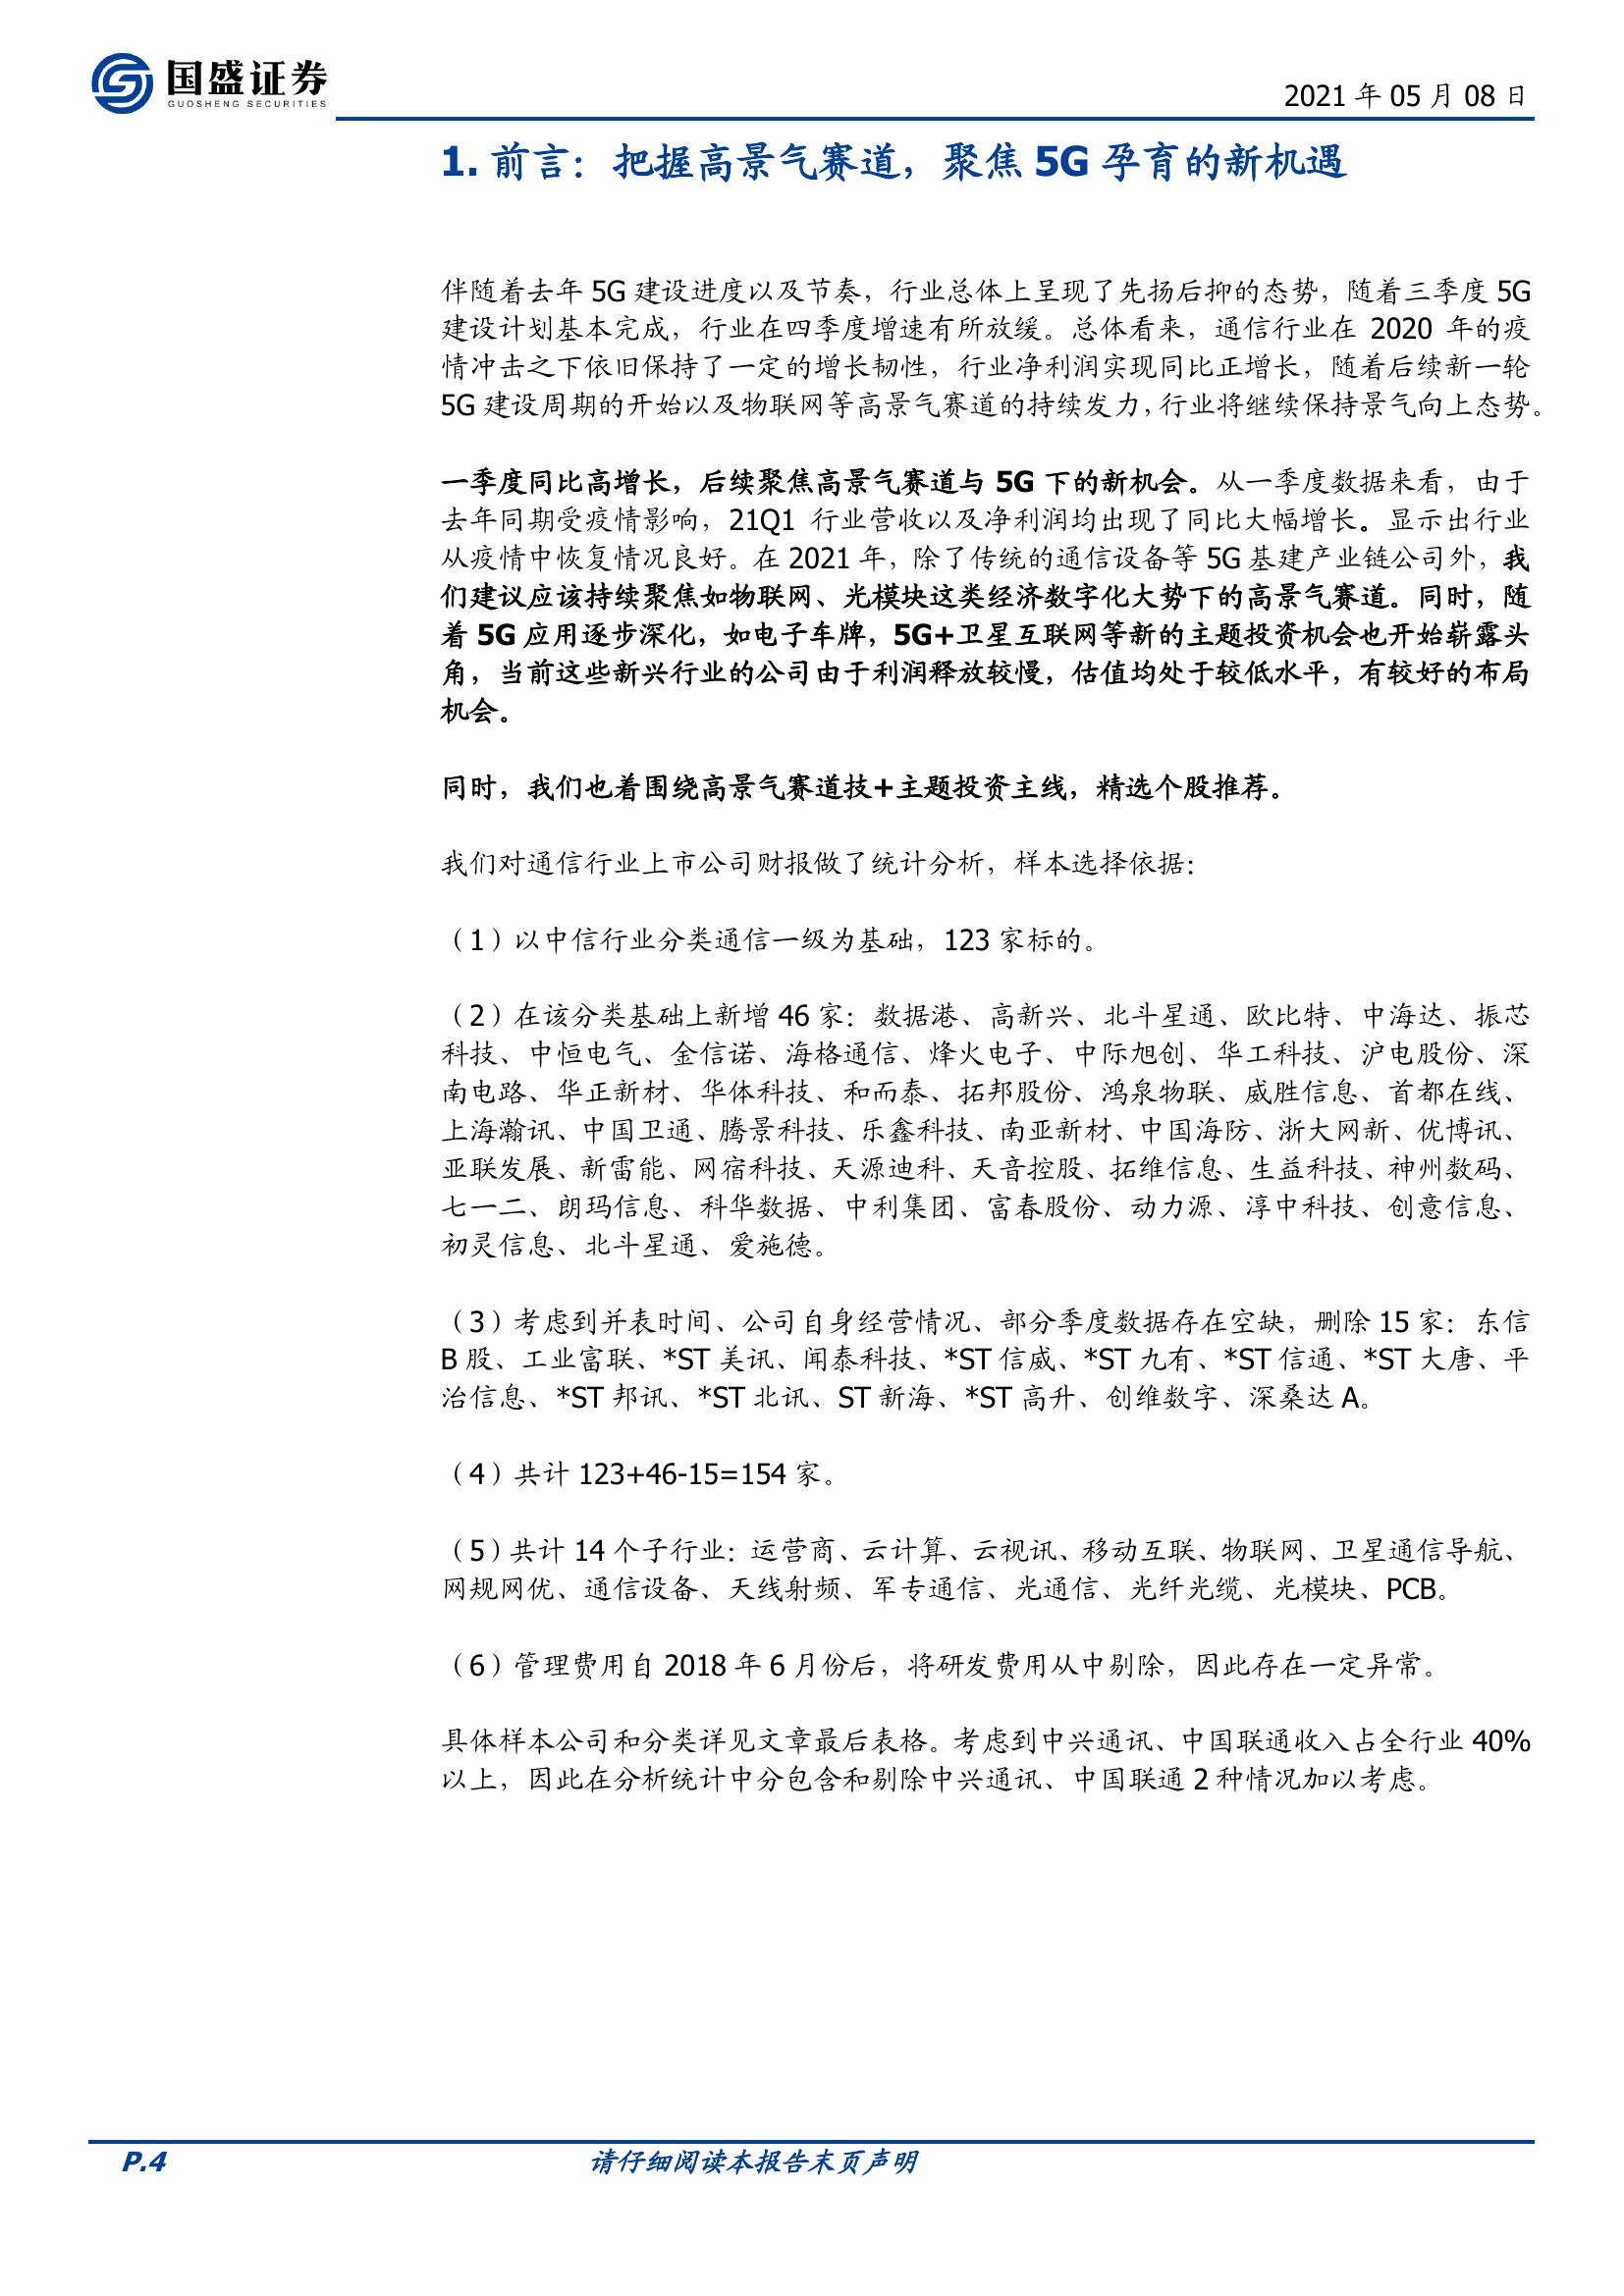 国盛证券
GUOSHENG SECURITIES
2021 年 05 月 08 日
1. 前言：把握高景气赛道，聚焦 5G 孕育的新机遇
伴随着去年 5G 建设进度以及节奏，行业总体上呈现了先扬后抑的态势，随着三季度 5G
建设计划基本完成，行业在四季度增速有所放缓。总体看来，通信行业在 2020 年的疫
情冲击之下依旧保持了一定的增长韧性，行业净利润实现同比正增长，随着后续新一轮
5G 建设周期的开始以及物联网等高景气赛道的持续发力，行业将继续保持景气向上态势。
一季度同比高增长，后续聚焦高景气赛道与 5G 下的新机会。从一季度数据来看，由于
去年同期受疫情影响，21Q1 行业营收以及净利润均出现了同比大幅增长。显示出行业
从疫情中恢复情况良好。在 2021 年，除了传统的通信设备等 5G 基建产业链公司外，我
们建议应该持续聚焦如物联网、光模块这类经济数字化大势下的高景气赛道。同时，随
着 5G 应用逐步深化，如电子车牌，5G+卫星互联网等新的主题投资机会也开始崭露头
角，当前这些新兴行业的公司由于利润释放较慢，估值均处于较低水平，有较好的布局
机会。
同时，我们也着围绕高景气赛道技+主题投资主线，精选个股推荐。
我们对通信行业上市公司财报做了统计分析，样本选择依据：
（1）以中信行业分类通信一级为基础，123 家标的。
（2）在该分类基础上新增 46 家：数据港、高新兴、北斗星通、欧比特、中海达、振芯
科技、中恒电气、金信诺、海格通信、烽火电子、中际旭创、华工科技、沪电股份、深
南电路、华正新材、华体科技、和而泰、拓邦股份、鸿泉物联、威胜信息、首都在线、
上海瀚讯、中国卫通、腾景科技、乐鑫科技、南亚新材、中国海防、浙大网新、优博讯、
亚联发展、新雷能、网宿科技、天源迪科、天音控股、拓维信息、生益科技、神州数码、
七一二、朗玛信息、科华数据、中利集团、富春股份、动力源、淳中科技、创意信息、
初灵信息、北斗星通、爱施德。
（3）考虑到并表时间、公司自身经营情况、部分季度数据存在空缺，删除 15 家：东信
B 股、工业富联、*ST 美讯、闻泰科技、*ST 信威、*ST 九有、*ST 信通、*ST 大唐、平
治信息、*ST 邦讯、*ST 北讯、ST 新海、*ST 高升、创维数字、深桑达 A。
（4）共计 123+46-15=154 家。
（5）共计 14 个子行业：运营商、云计算、云视讯、移动互联、物联网、卫星通信导航、
网规网优、通信设备、天线射频、军专通信、光通信、光纤光缆、光模块、PCB。
（6）管理费用自 2018 年 6 月份后，将研发费用从中剔除，因此存在一定异常。
具体样本公司和分类详见文章最后表格。考虑到中兴通讯、中国联通收入占全行业 40%
以上，因此在分析统计中分包含和剔除中兴通讯、中国联通 2 种情况加以考虑。
P.4
请仔细阅读本报告末页声明